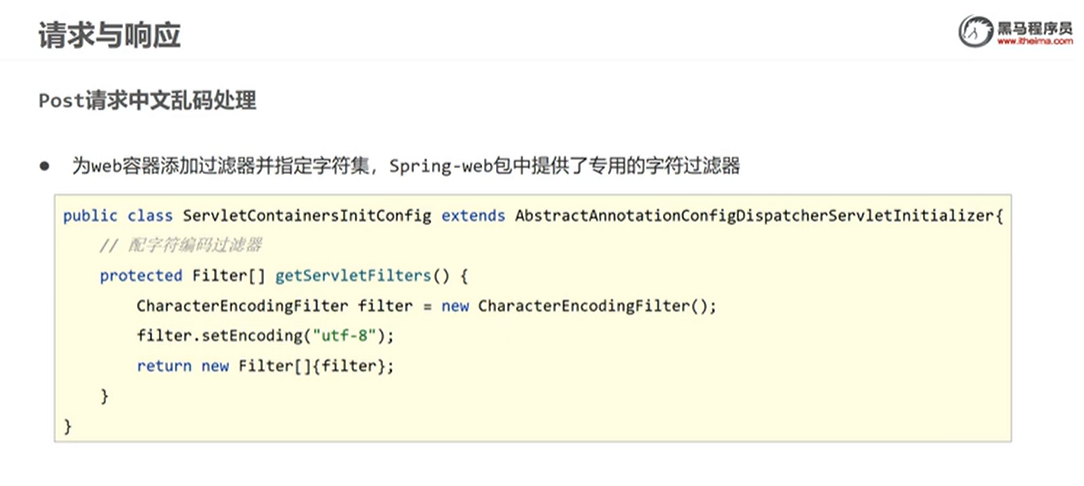 请求与响应
黑马程序员
www.itheima.com
Post请求中文乱码处理
● 为web容器添加过滤器并指定字符集，Spring-web包中提供了专用的字符过滤器
public class ServletContainersInitConfig extends AbstractAnnotationConfigDispatcherServletInitializer{
    // 配字符编码过滤器
    protected Filter[] getServletFilters() {
        CharacterEncodingFilter filter = new CharacterEncodingFilter();
        filter.setEncoding("utf-8");
        return new Filter[]{filter};
    }
}